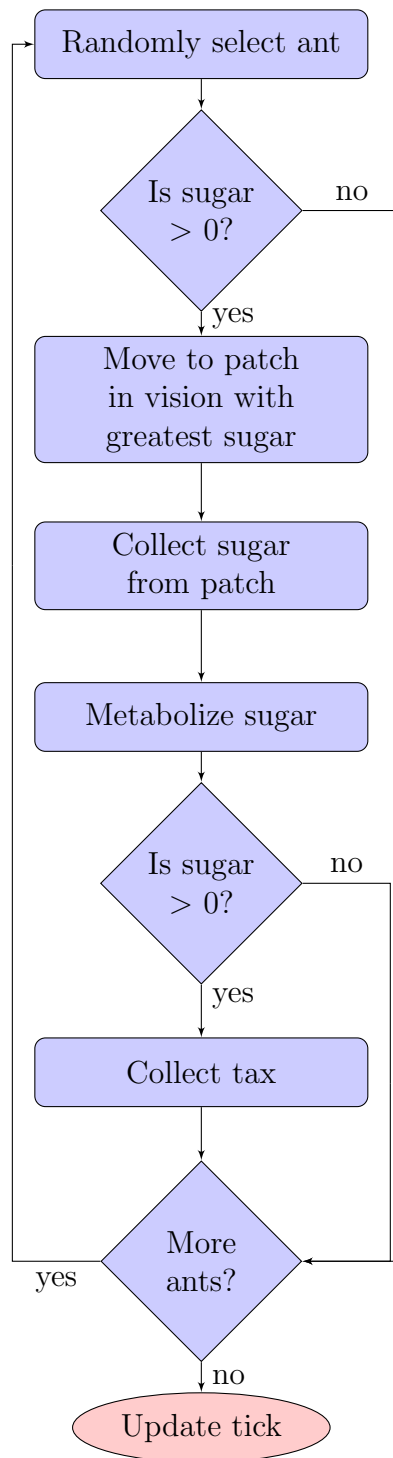 Randomly select ant
Is sugar
> 0?
no
yes
Move to patch
in vision with
greatest sugar
Collect sugar
from patch
Metabolize sugar
Is sugar
> 0?
no
yes
Collect tax
More
ants?
yes
no
Update tick